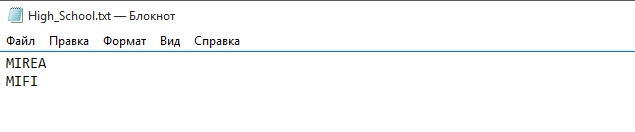 High_School.txt — Блокнот
Файл Правка Формат Вид Справка
MIREA
MIFI